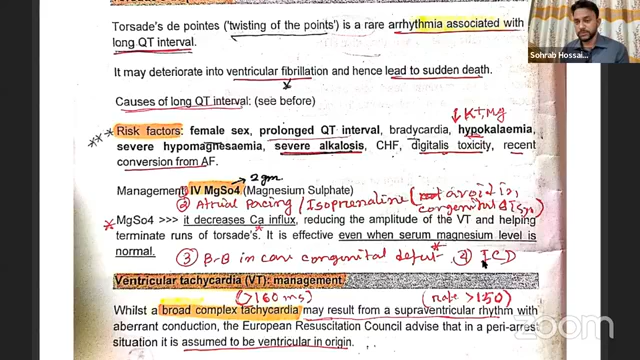 Torsade's de pointes ('twisting of the points') is a rare arrhythmia associated with
long QT interval.
Sohrab Hossai...
It may deteriorate into ventricular fibrillation and hence lead to sudden death.
Causes of long QT interval: (see before)
↓ K+, Mg
*** Risk factors: female sex, prolonged QT interval, bradycardia, hypokalaemia,
severe hypomagnesaemia, severe alkalosis, CHF, digitalis toxicity, recent
conversion from AF.
→ 2 gm
Management: IV MgSO4 (Magnesium Sulphate)
② Atrial Pacing / Isoprenaline (avoid in congenital
* MgSO4 >>> it decreases Ca influx, reducing the amplitude of the VT and helping
terminate runs of torsade's. It is effective even when serum magnesium level is
normal.
③ B-B in case congenital * ④ ICD
Ventricular tachycardia (VT): management
(>160 ms) (rate >150)
Whilst a broad complex tachycardia may result from a supraventricular rhythm with
aberrant conduction, the European Resuscitation Council advise that in a peri-arrest
situation it is assumed to be ventricular in origin.
zoom